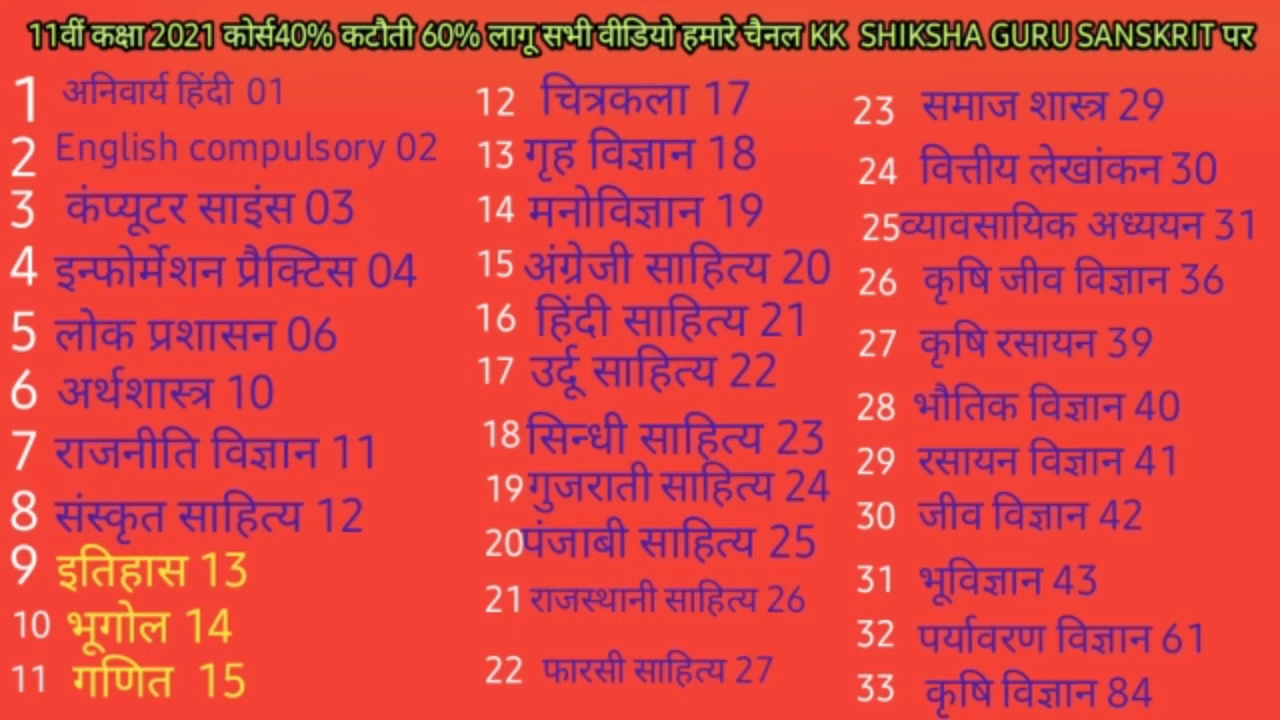 11वीं कक्षा 2021 कोर्स40% कटौती 60% लागू सभी वीडियो हमारे चैनल KK SHIKSHA GURU SANSKRIT पर
1 अनिवार्य हिंदी 01
2 English compulsory 02
3 कंप्यूटर साइंस 03
4 इन्फोर्मेशन प्रैक्टिस 04
5 लोक प्रशासन 06
6 अर्थशास्त्र 10
7 राजनीति विज्ञान 11
8 संस्कृत साहित्य 12
9 इतिहास 13
10 भूगोल 14
11 गणित 15
12 चित्रकला 17
13 गृह विज्ञान 18
14 मनोविज्ञान 19
15 अंग्रेजी साहित्य 20
16 हिंदी साहित्य 21
17 उर्दू साहित्य 22
18 सिन्धी साहित्य 23
19 गुजराती साहित्य 24
20 पंजाबी साहित्य 25
21 राजस्थानी साहित्य 26
22 फारसी साहित्य 27
23 समाज शास्त्र 29
24 वित्तीय लेखांकन 30
25 व्यावसायिक अध्ययन 31
26 कृषि जीव विज्ञान 36
27 कृषि रसायन 39
28 भौतिक विज्ञान 40
29 रसायन विज्ञान 41
30 जीव विज्ञान 42
31 भूविज्ञान 43
32 पर्यावरण विज्ञान 61
33 कृषि विज्ञान 84